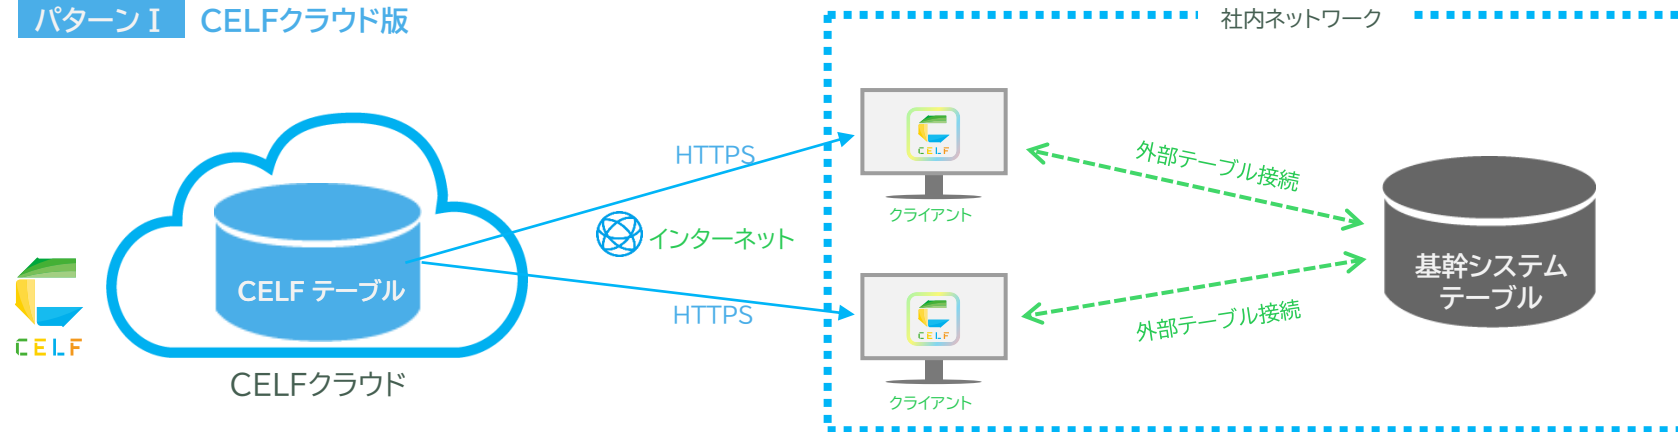 パターン I
CELFクラウド版
社内ネットワーク
CELF
HTTPS
外部テーブル接続
クライアント
インターネット
CELF テーブル
基幹システム
テーブル
CELF
HTTPS
CELF
外部テーブル接続
CELFクラウド
クライアント